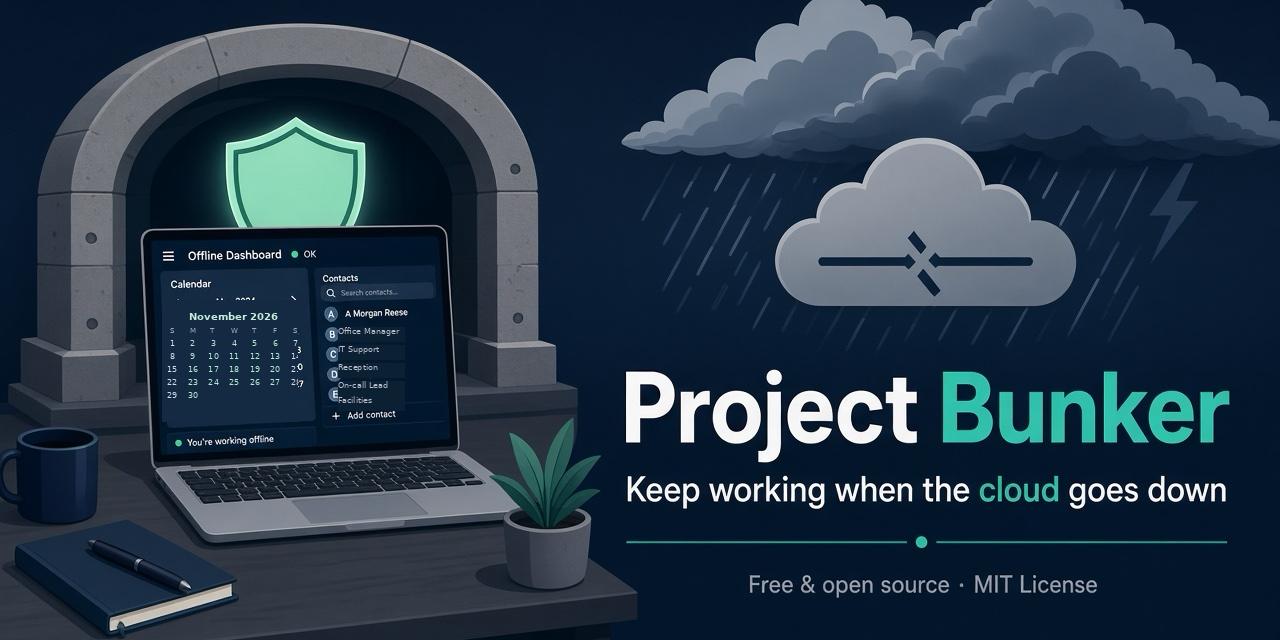 Offline Dashboard OK
Calendar
November 2026
S M T W T F S
1 2 3 4 5 6 7
8 9 10 11 12 13
15 16 17 18 19 20
22 23 24 25 26 27
29 30
You're working offline
Contacts
Search contacts...
A A Morgan Reese
B Office Manager
C IT Support
D Reception
On-call Lead
E Facilities
+ Add contact
Project Bunker
Keep working when the cloud goes down
Free & open source · MIT License